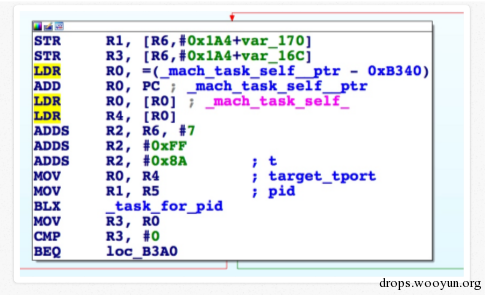 STR R1, [R6,#0x1A4+var_170]
STR R3, [R6,#0x1A4+var_16C]
LDR R0, =(_mach_task_self__ptr - 0xB340)
ADD R0, PC ; _mach_task_self__ptr
LDR R0, [R0] ; _mach_task_self_
LDR R4, [R0]
ADDS R2, R6, #7
ADDS R2, #0xFF
ADDS R2, #0x8A ; t
MOV R0, R4 ; target_tport
MOV R1, R5 ; pid
BLX _task_for_pid
MOV R3, R0
CMP R3, #0
BEQ loc_B3A0
drops.wooyun.org